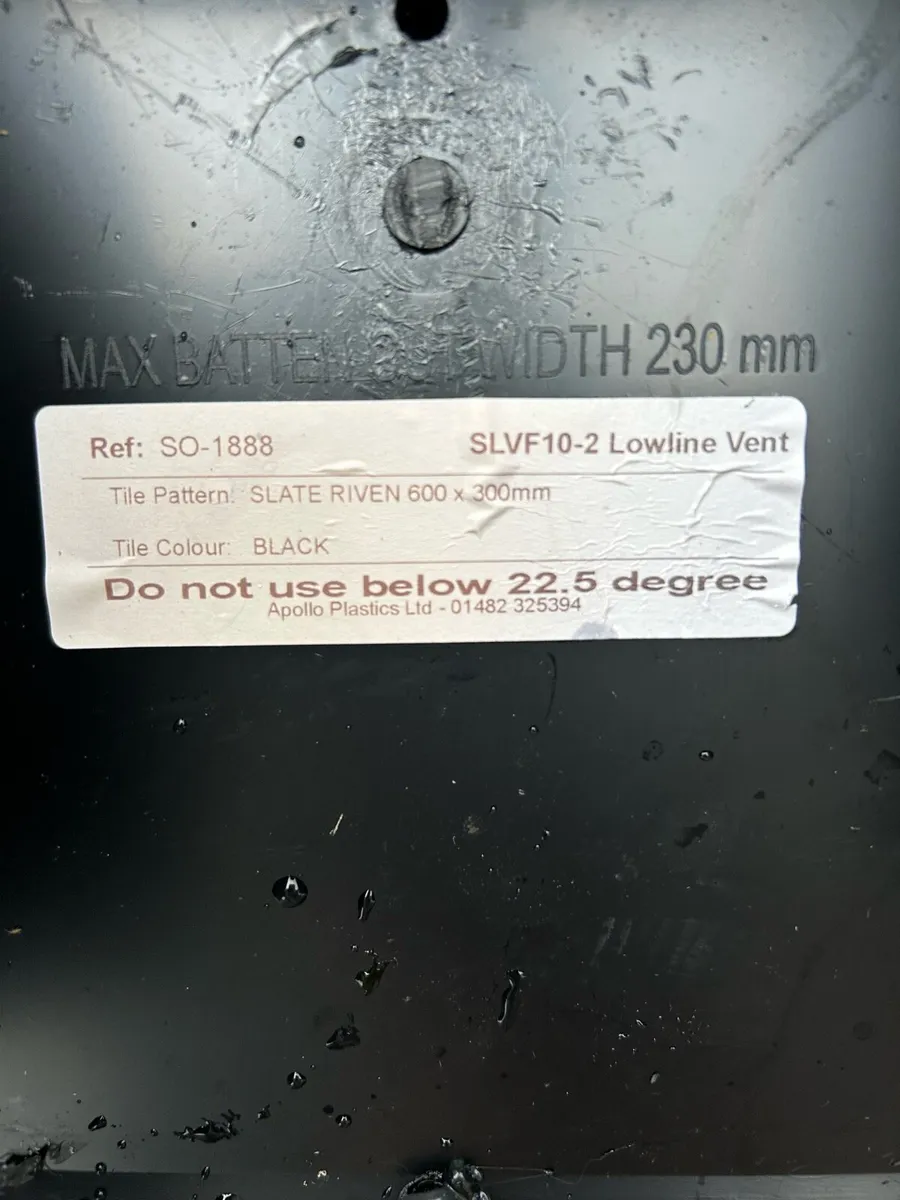 MAX BATTEN CUT WIDTH 230 mm
Ref: SO-1888 SLVF10-2 Lowline Vent
Tile Pattern: SLATE RIVEN 600 x 300mm
Tile Colour: BLACK
Do not use below 22.5 degree
Apollo Plastics Ltd - 01482 325394